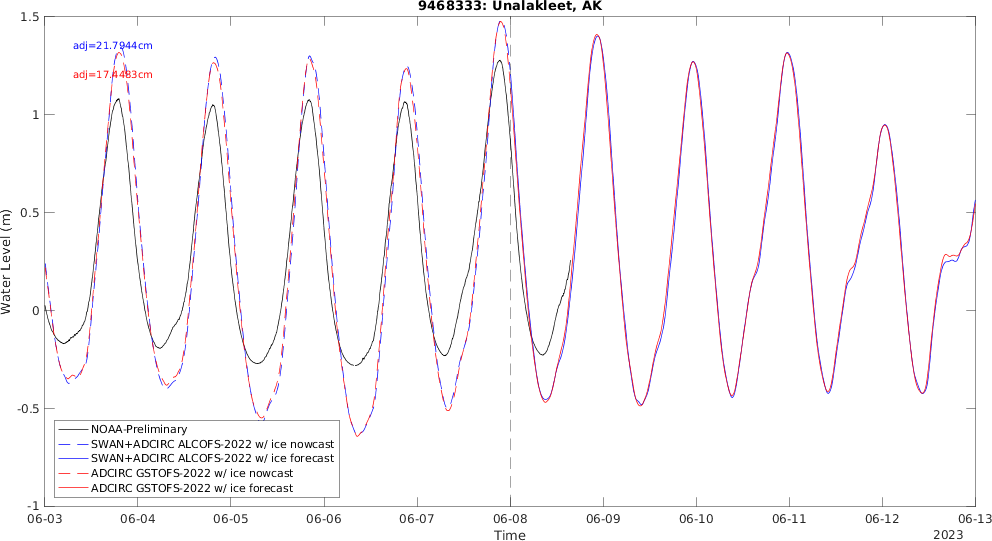 9468333: Unalakleet, AK
1.5
adj=21.7944cm
adj=17.4483cm
1
0.5
Water Level (m)
0
-0.5
NOAA-Preliminary
SWAN+ADCIRC ALCOFS-2022 w/ ice nowcast
SWAN+ADCIRC ALCOFS-2022 w/ ice forecast
ADCIRC GSTOFS-2022 w/ ice nowcast
ADCIRC GSTOFS-2022 w/ ice forecast
-1
06-03 06-04 06-05 06-06 06-07 06-08 06-09 06-10 06-11 06-12 06-13
Time
2023